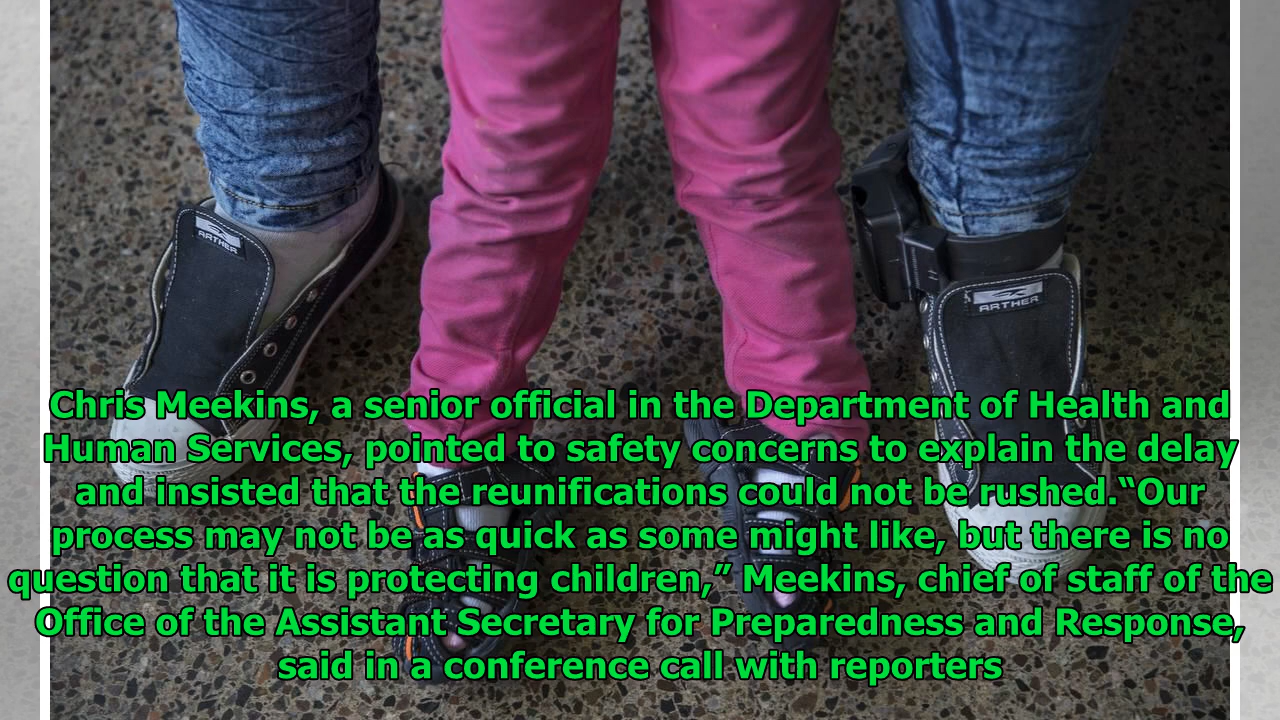 ARTHER
ARTHER
Chris Meekins, a senior official in the Department of Health and
Human Services, pointed to safety concerns to explain the delay
and insisted that the reunifications could not be rushed.“Our
process may not be as quick as some might like, but there is no
question that it is protecting children,” Meekins, chief of staff of the
Office of the Assistant Secretary for Preparedness and Response,
said in a conference call with reporters